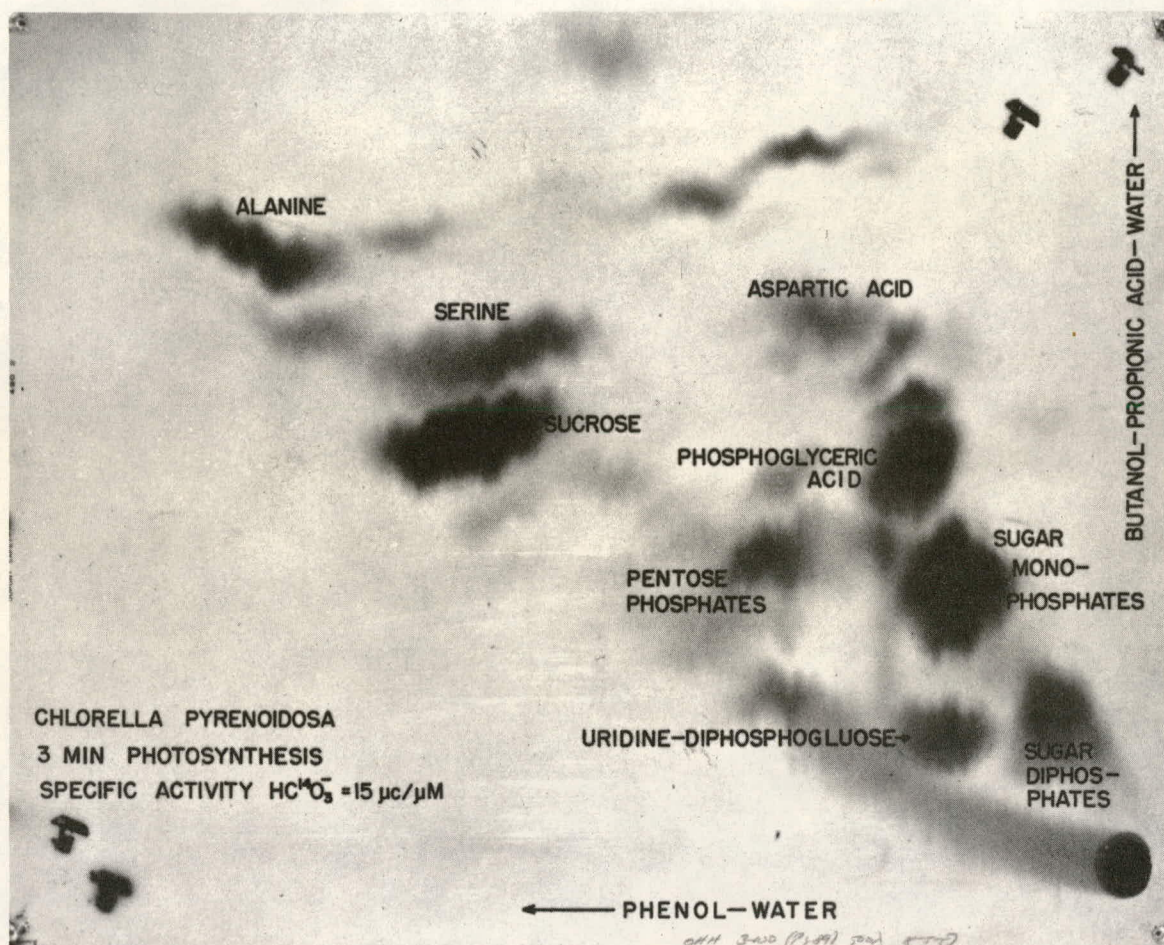 ALANINE
ASPARTIC ACID
SERINE
SUCROSE
PHOSPHOGLYCERIC
ACID
SUGAR
MONO-
PHOSPHATES
PENTOSE
PHOSPHATES
URIDINE-DIPHOSPHOGLUOSE
SUGAR
DIPHOS-
PHATES
BUTANOL-PROPIONIC ACID-WATER
CHLORELLA PYRENOIDOSA
3 MIN PHOTOSYNTHESIS
SPECIFIC ACTIVITY HC¹⁴O₃⁻ = 15 µc/µM
PHENOL-WATER